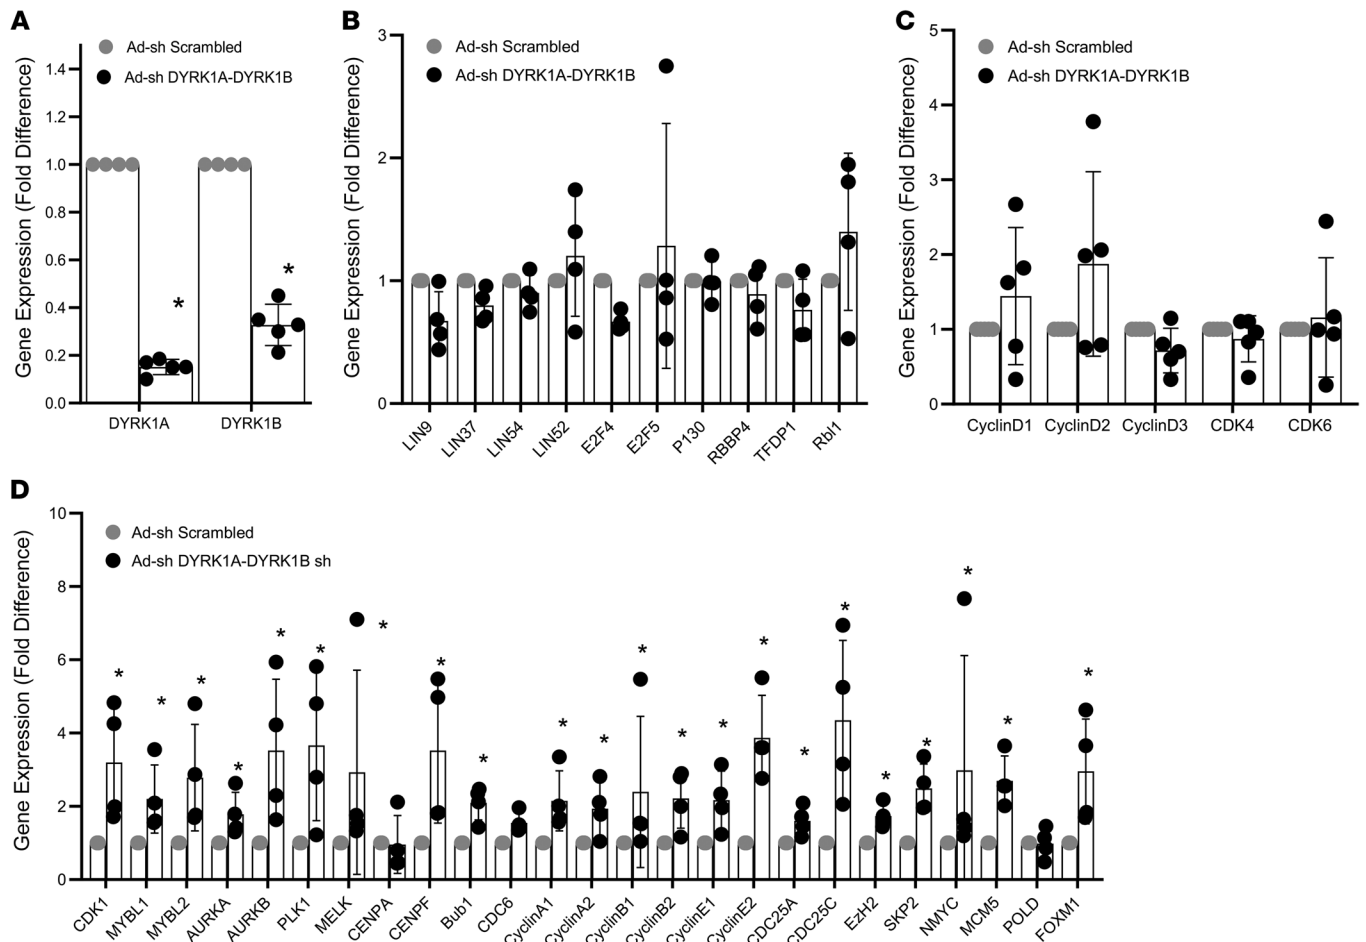 A
Gene Expression (Fold Difference)
Ad-sh Scrambled
Ad-sh DYRK1A-DYRK1B
1.4
1.2
1.0
0.8
0.6
0.4
0.2
0.0
*
*
DYRK1A
DYRK1B
B
Gene Expression (Fold Difference)
Ad-sh Scrambled
Ad-sh DYRK1A-DYRK1B
3
2
1
0
LIN9
LIN37
LIN54
LIN52
E2F4
E2F5
P130
RBBP4
TFDP1
Rbl1
C
Gene Expression (Fold Difference)
Ad-sh Scrambled
Ad-sh DYRK1A-DYRK1B
5
4
3
2
1
0
CyclinD1
CyclinD2
CyclinD3
CDK4
CDK6
D
Gene Expression (Fold Difference)
Ad-sh Scrambled
Ad-sh DYRK1A-DYRK1B sh
10
8
6
4
2
0
* * * * * * * * * * * * * * * * * * * * * *
CDK1
MYBL1
MYBL2
AURKA
AURKB
PLK1
MELK
CENPA
CENPF
Bub1
CDC6
CyclinA1
CyclinA2
CyclinB1
CyclinB2
CyclinE1
CyclinE2
CDC25A
CDC25C
EzH2
SKP2
NMYC
MCM5
POLD
FOXM1